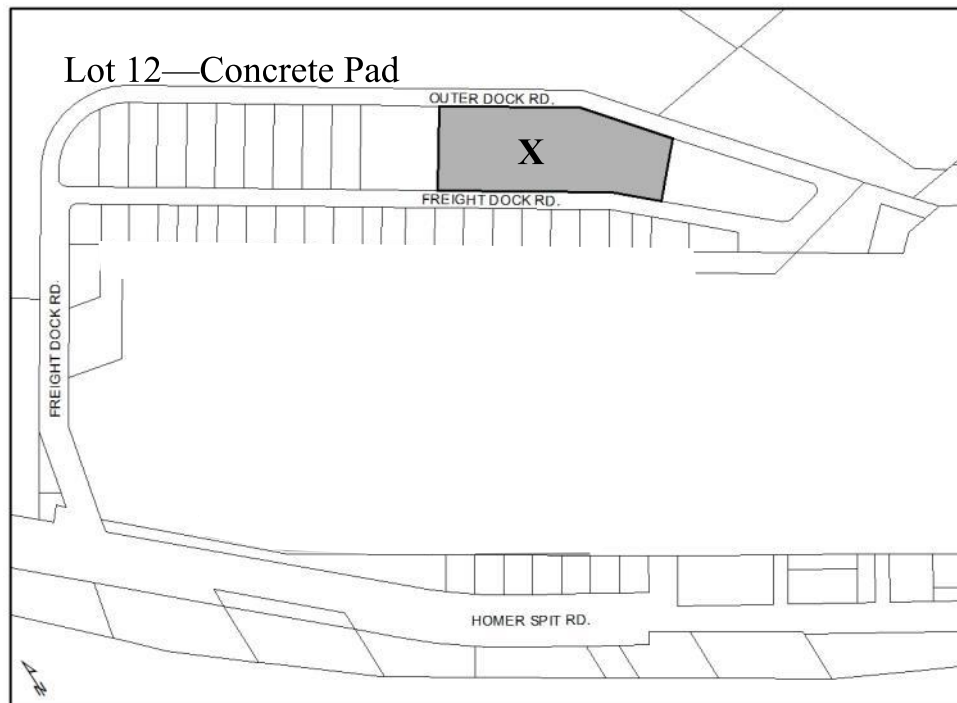 Lot 12—Concrete Pad
OUTER DOCK RD.
X
FREIGHT DOCK RD.
FREIGHT DOCK RD.
HOMER SPIT RD.
N